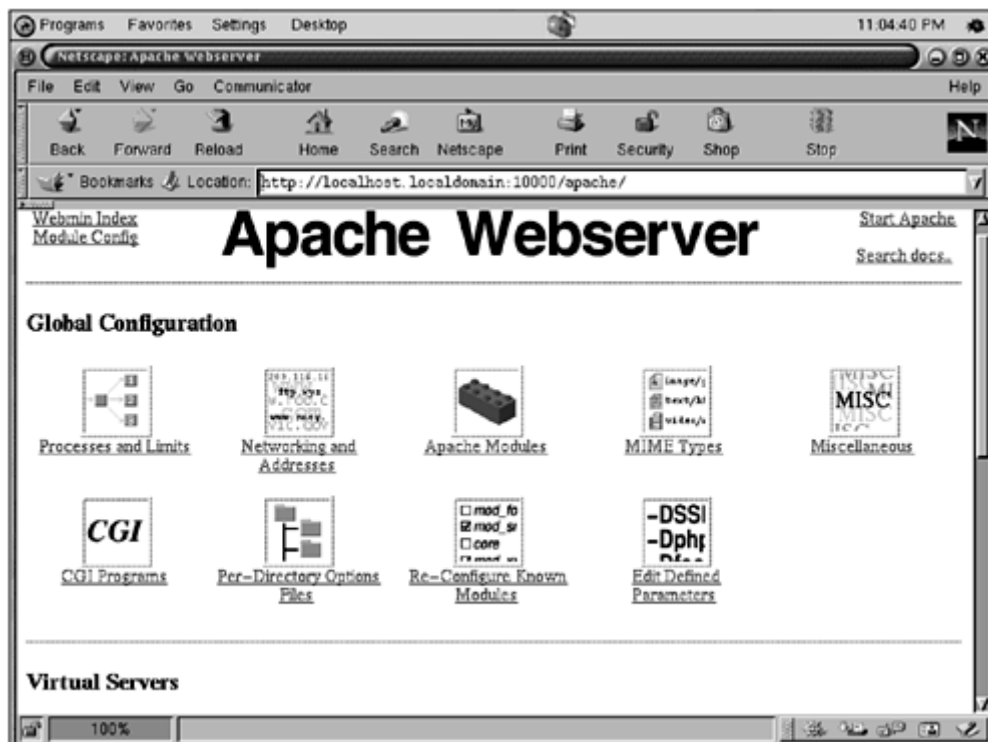 Programs Favorites Settings Desktop 11:04:40 PM
Netscape: Apache Webserver
File Edit View Go Communicator Help
Back Forward Reload Home Search Netscape Print Security Shop Stop
N
Bookmarks Location: http://localhost.localdomain:10000/apache/
Webmin Index
Module Config
Apache Webserver
Start Apache
Search docs..
Global Configuration
MISC
Processes and Limits
Networking and
Addresses
Apache Modules
MIME Types
Miscellaneous
CGI
mod_fo
mod_sr
core
-DSSI
-Dphp
CGI Programs
Per-Directory Options
Files
Re-Configure Known
Modules
Edit Defined
Parameters
Virtual Servers
100%